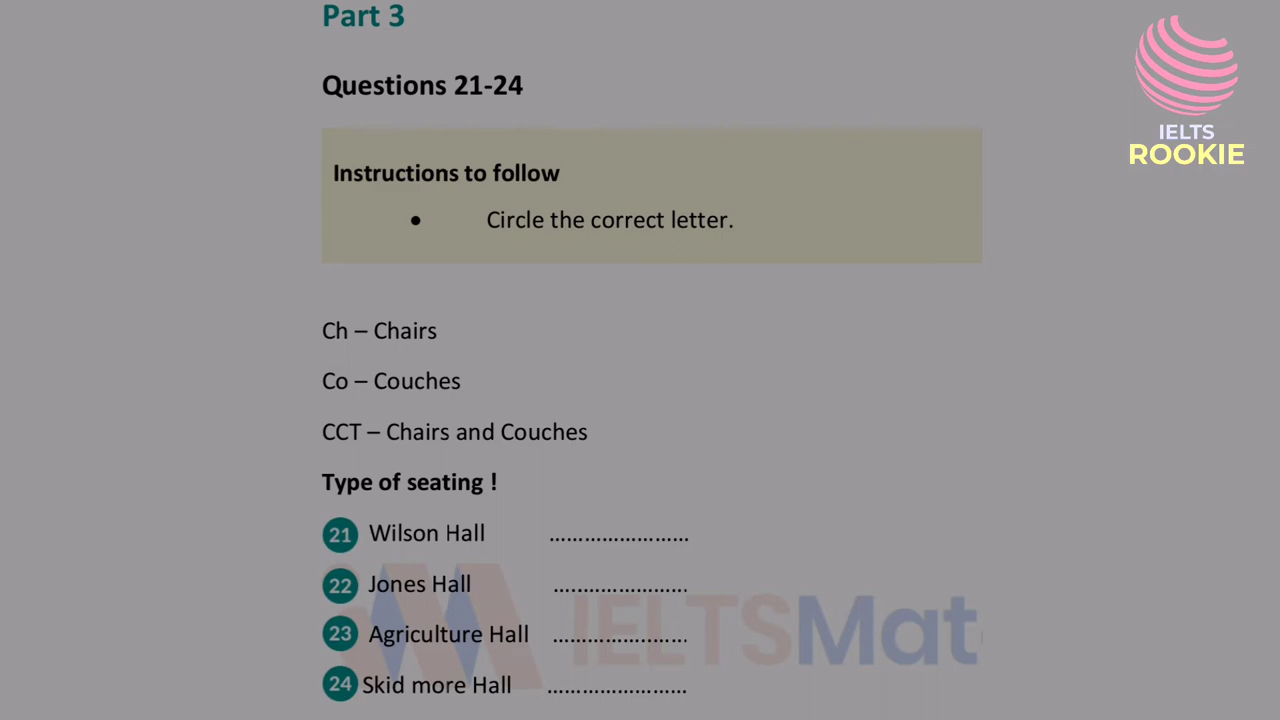 Part 3
IELTS
ROOKIE
Questions 21-24
Instructions to follow
• Circle the correct letter.
Ch – Chairs
Co – Couches
CCT – Chairs and Couches
Type of seating !
21 Wilson Hall ........................
22 Jones Hall .......................
23 Agriculture Hall .......................
24 Skid more Hall ........................
IELTSMat